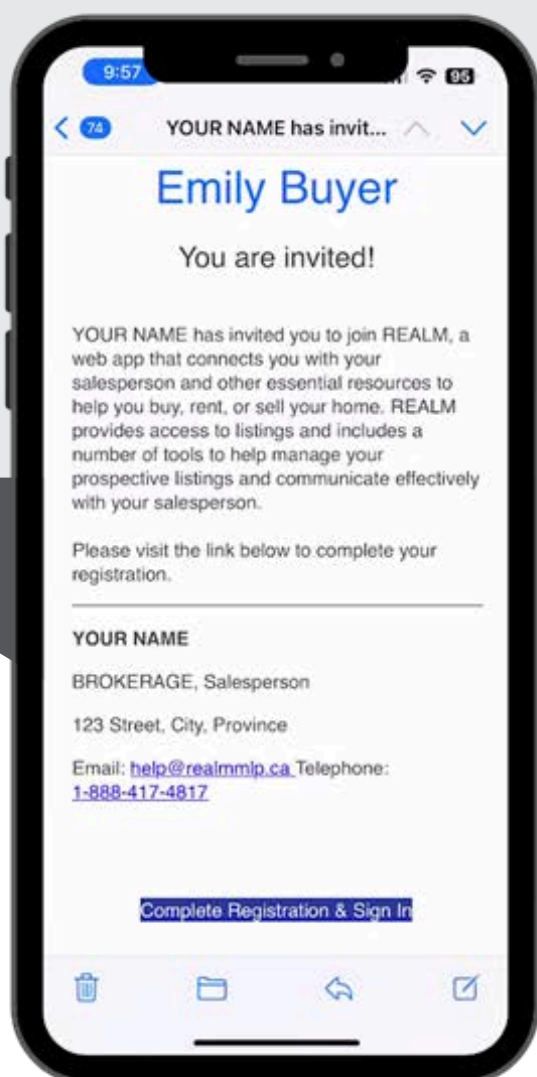 9:57
95
74
YOUR NAME has invit...
Emily Buyer
You are invited!
YOUR NAME has invited you to join REALM, a
web app that connects you with your
salesperson and other essential resources to
help you buy, rent, or sell your home. REALM
provides access to listings and includes a
number of tools to help manage your
prospective listings and communicate effectively
with your salesperson.
Please visit the link below to complete your
registration.
YOUR NAME
BROKERAGE, Salesperson
123 Street, City, Province
Email: help@realmmlp.ca Telephone:
1-888-417-4817
Complete Registration & Sign In